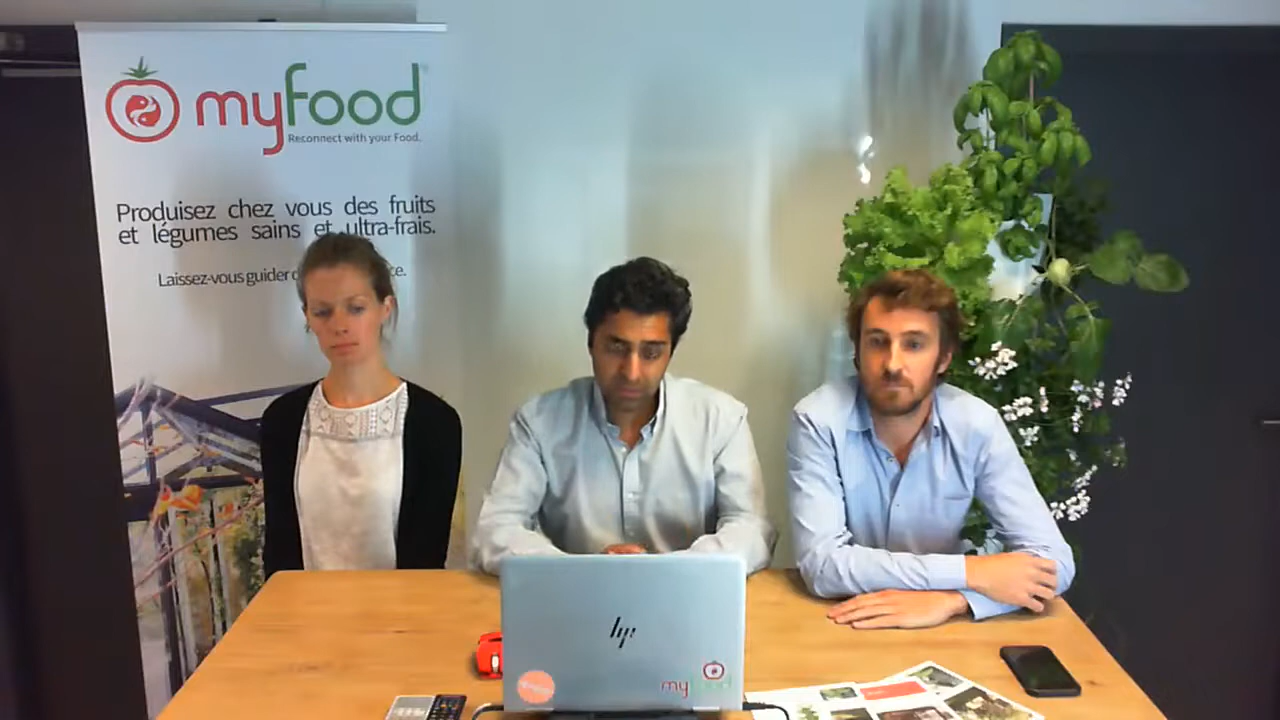 myfood
Reconnect with your Food.
Produisez chez vous des fruits
et légumes sains et ultra-frais.
Laissez-vous guider
hp
myfood